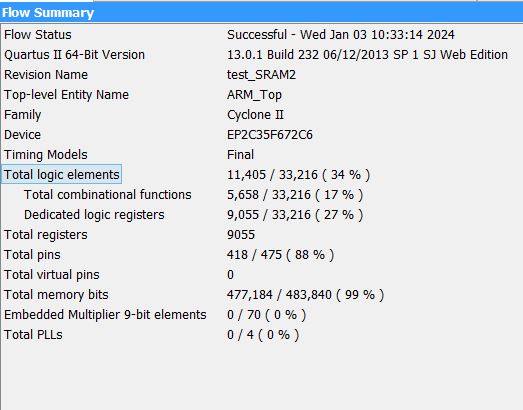 Flow Summary
Flow Status Successful - Wed Jan 03 10:33:14 2024
Quartus II 64-Bit Version 13.0.1 Build 232 06/12/2013 SP 1 SJ Web Edition
Revision Name test_SRAM2
Top-level Entity Name ARM_Top
Family Cyclone II
Device EP2C35F672C6
Timing Models Final
Total logic elements 11,405 / 33,216 ( 34 % )
Total combinational functions 5,658 / 33,216 ( 17 % )
Dedicated logic registers 9,055 / 33,216 ( 27 % )
Total registers 9055
Total pins 418 / 475 ( 88 % )
Total virtual pins 0
Total memory bits 477,184 / 483,840 ( 99 % )
Embedded Multiplier 9-bit elements 0 / 70 ( 0 % )
Total PLLs 0 / 4 ( 0 % )